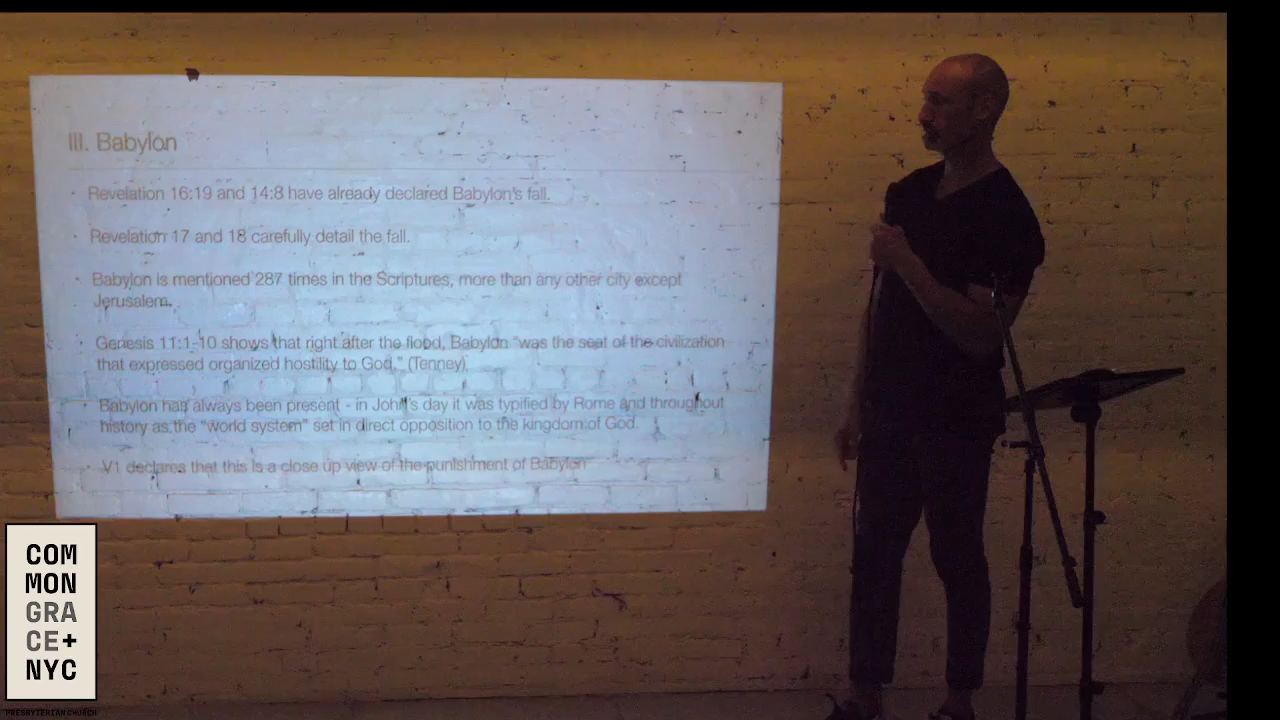 III. Babylon
· Revelation 16:19 and 14:8 have already declared Babylon's fall.
· Revelation 17 and 18 carefully detail the fall.
· Babylon is mentioned 287 times in the Scriptures, more than any other city except
Jerusalem.
· Genesis 11:1-10 shows that right after the flood, Babylon "was the seat of the civilization
that expressed organized hostility to God." (Tenney)
· Babylon has always been present - in John's day it was typified by Rome and throughout
history as the "world system" set in direct opposition to the kingdom of God.
· V1 declares that this is a close up view of the punishment of Babylon
COM
MON
GRA
CE+
NYC
PRESBYTERIAN CHURCH